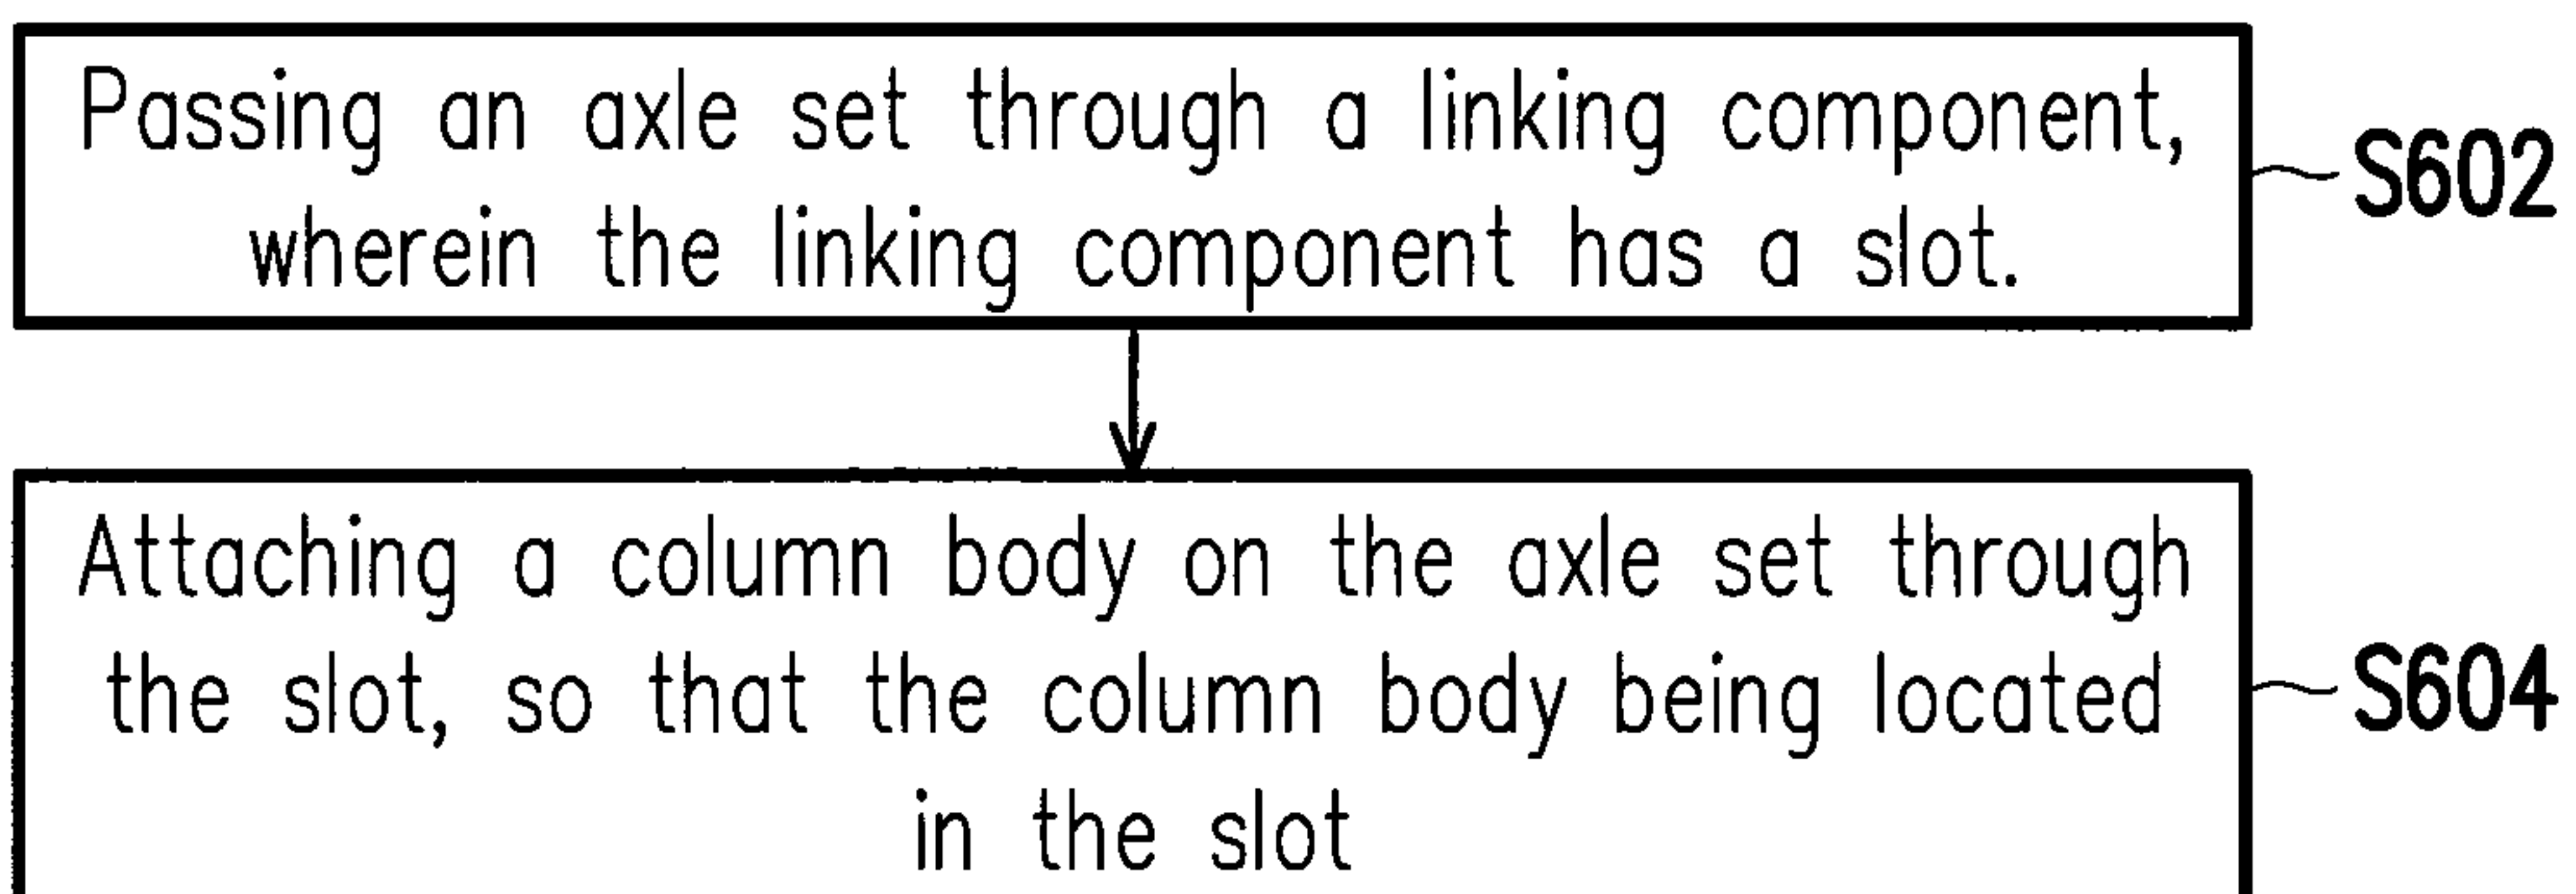 Passing an axle set through a linking component,
wherein the linking component has a slot.
S602
Attaching a column body on the axle set through
the slot, so that the column body being located
in the slot
S604